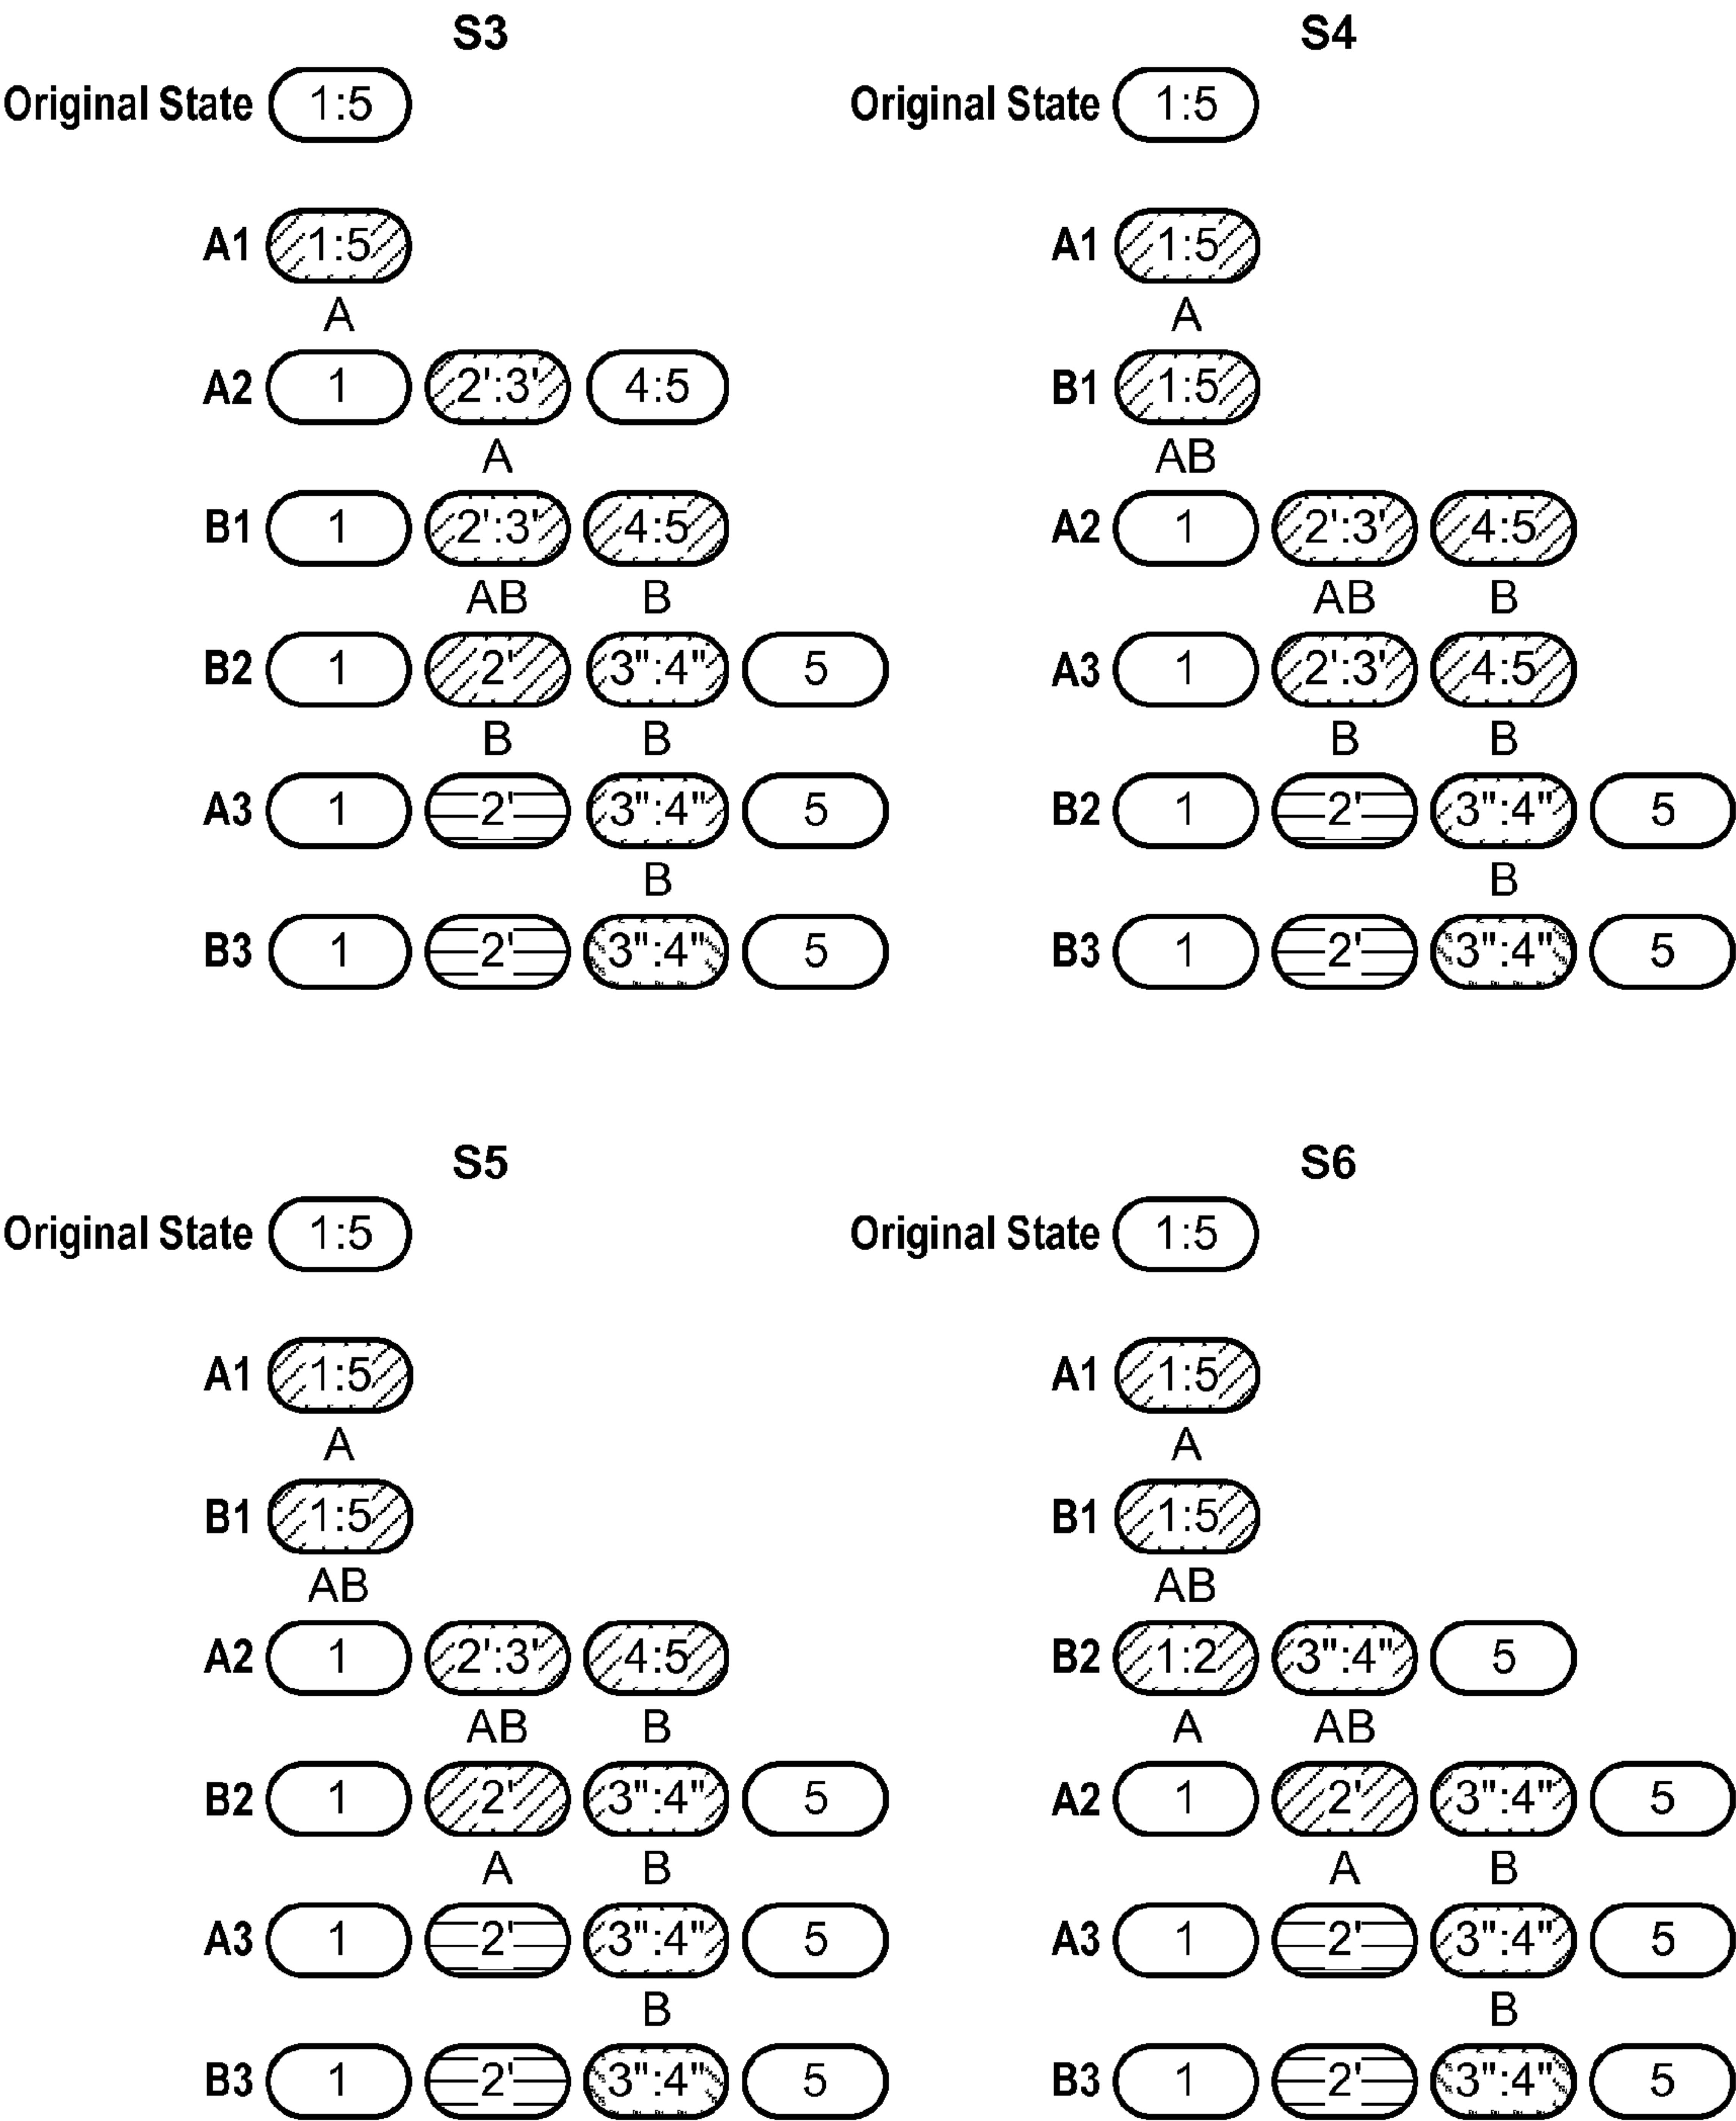 S3
Original State 1:5
A1 1:5
A
A2 1 2':3' 4:5
A
B1 1 2':3' 4:5
AB B
B2 1 2' 3":4" 5
B B
A3 1 2' 3":4" 5
B
B3 1 2' 3":4" 5
S4
Original State 1:5
A1 1:5
A
B1 1:5
AB
A2 1 2':3' 4:5
AB B
A3 1 2':3' 4:5
B B
B2 1 2' 3":4" 5
B
B3 1 2' 3":4" 5
S5
Original State 1:5
A1 1:5
A
B1 1:5
AB
A2 1 2':3' 4:5
AB B
B2 1 2' 3":4" 5
A B
A3 1 2' 3":4" 5
B
B3 1 2' 3":4" 5
S6
Original State 1:5
A1 1:5
A
B1 1:5
AB
B2 1:2 3":4" 5
A AB
A2 1 2' 3":4" 5
A B
A3 1 2' 3":4" 5
B
B3 1 2' 3":4" 5